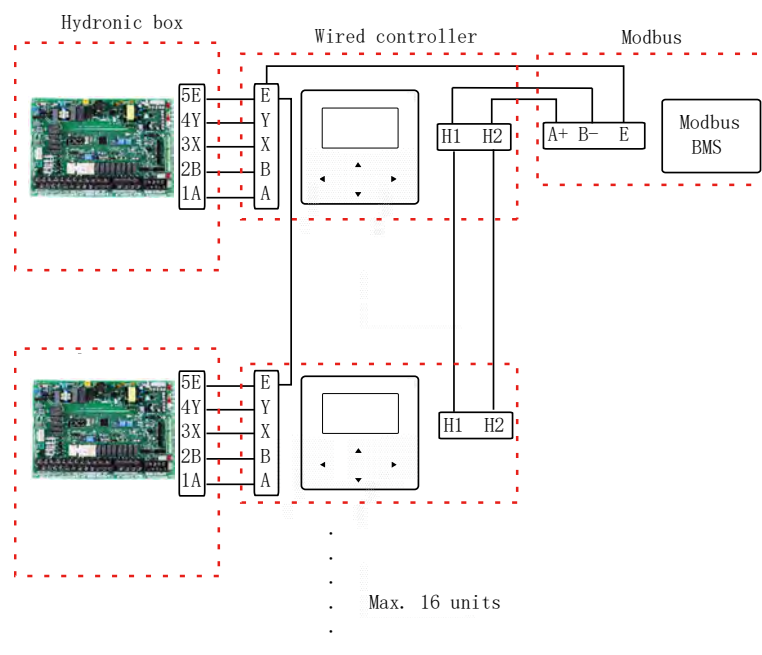 Hydronic box
Wired controller
Modbus
5E
4Y
3X
2B
1A
E
Y
X
B
A
H1 H2
A+ B- E
Modbus
BMS
5E
4Y
3X
2B
1A
E
Y
X
B
A
H1 H2
Max. 16 units